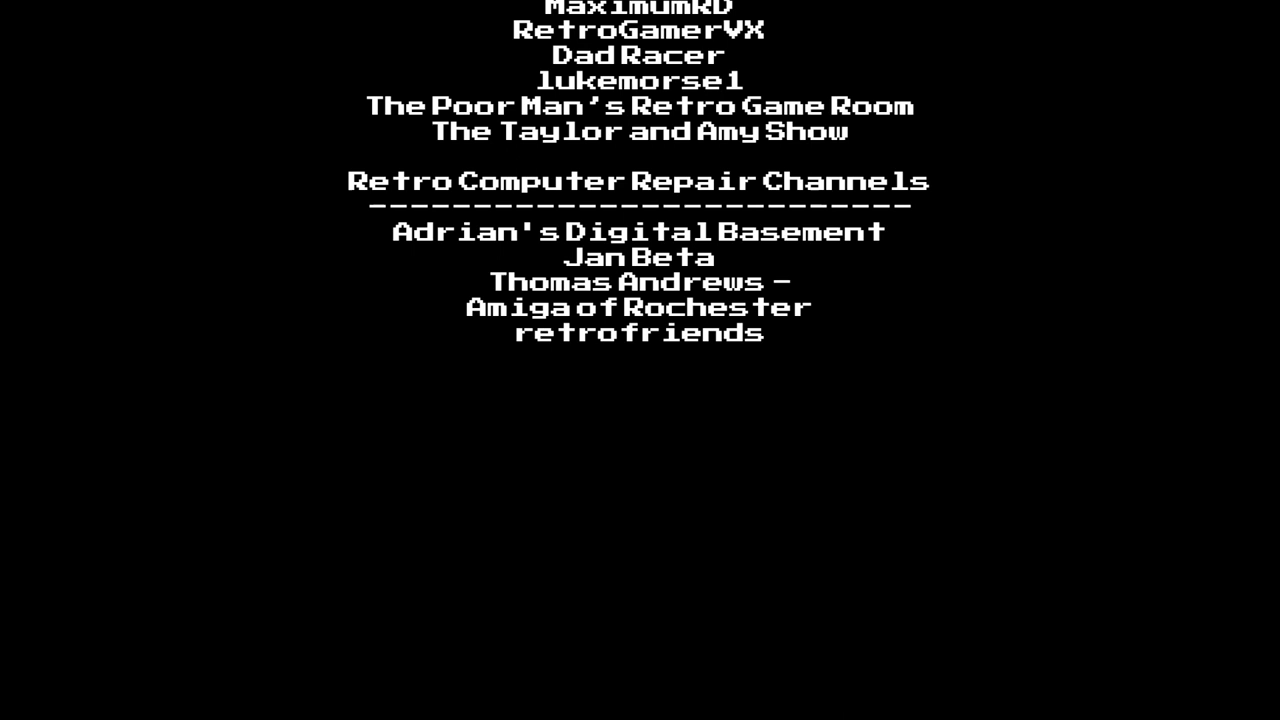 MaximumRD
RetroGamerVX
Dad Racer
lukemorse1
The Poor Man's Retro Game Room
The Taylor and Amy Show
Retro Computer Repair Channels
---------------------------
Adrian's Digital Basement
Jan Beta
Thomas Andrews -
Amiga of Rochester
retrofriends